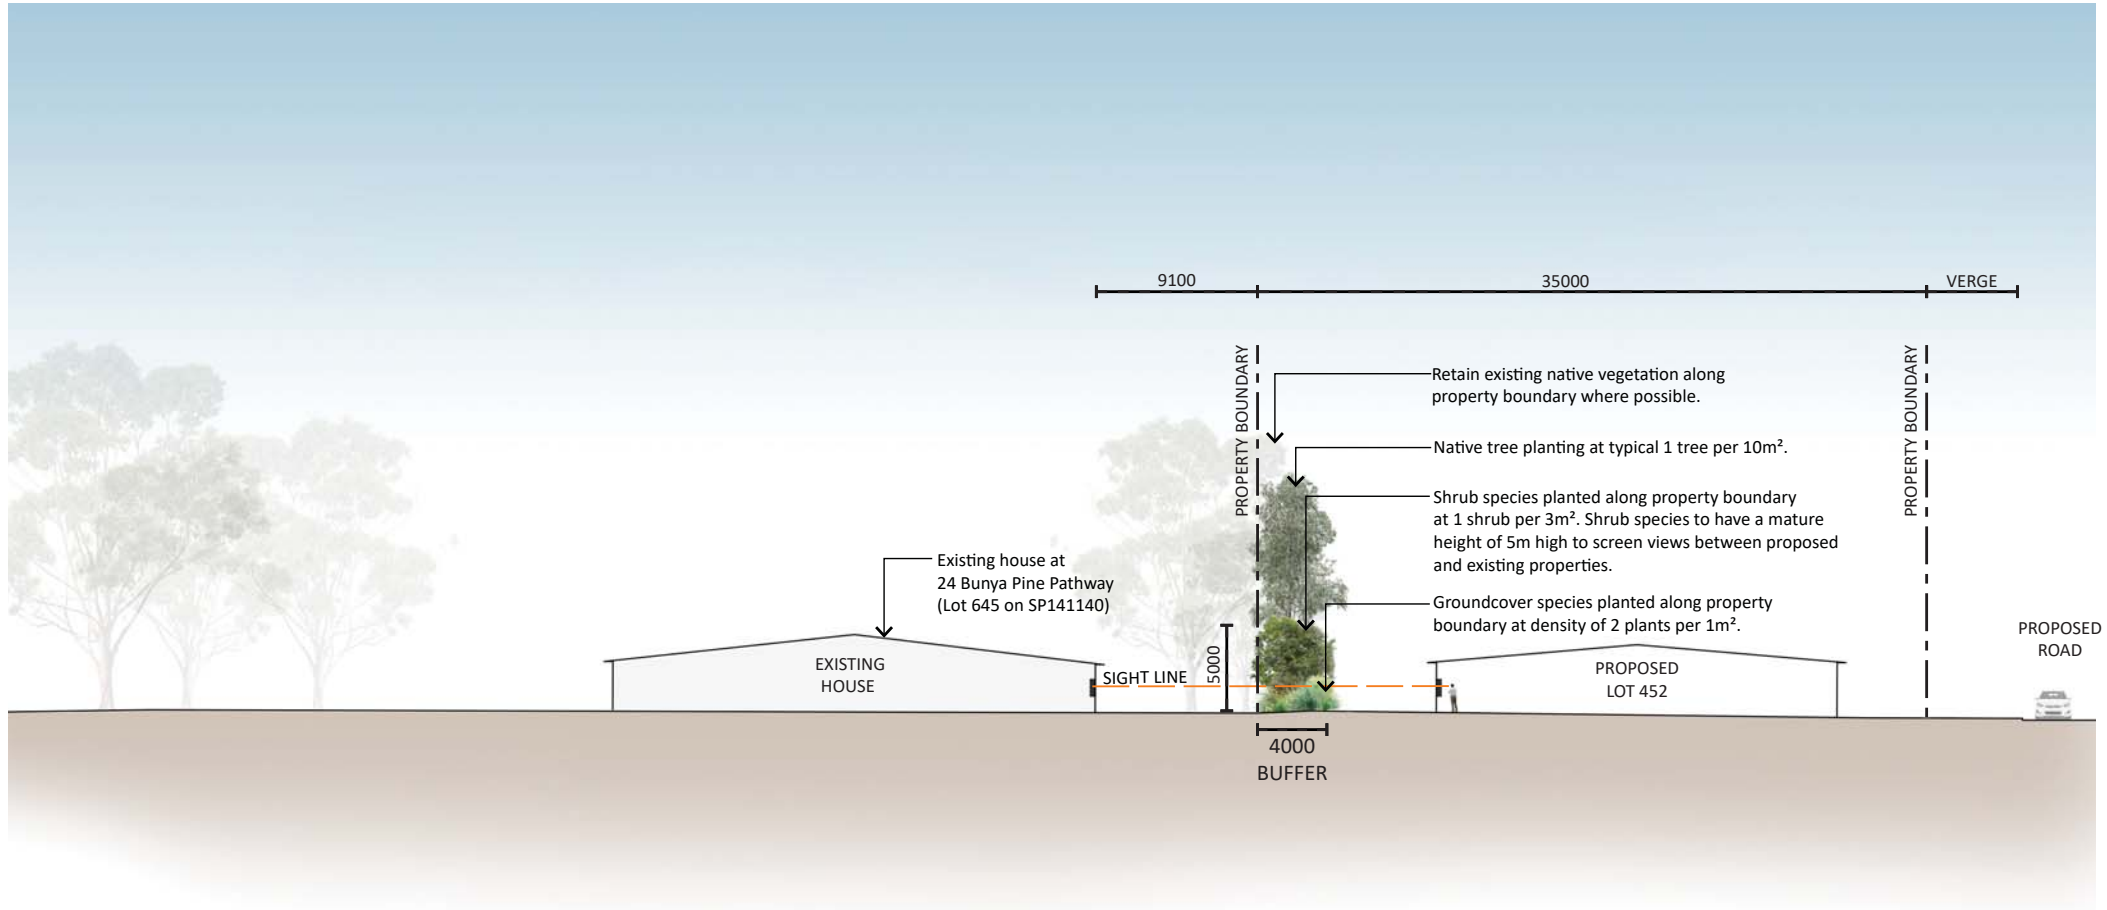 9100
35000
VERGE
PROPERTY BOUNDARY
PROPERTY BOUNDARY
Retain existing native vegetation along
property boundary where possible.
Native tree planting at typical 1 tree per 10m².
Shrub species planted along property boundary
at 1 shrub per 3m². Shrub species to have a mature
height of 5m high to screen views between proposed
and existing properties.
Existing house at
24 Bunya Pine Pathway
(Lot 645 on SP141140)
Groundcover species planted along property
boundary at density of 2 plants per 1m².
PROPOSED
ROAD
EXISTING
HOUSE
SIGHT LINE
5000
PROPOSED
LOT 452
4000
BUFFER